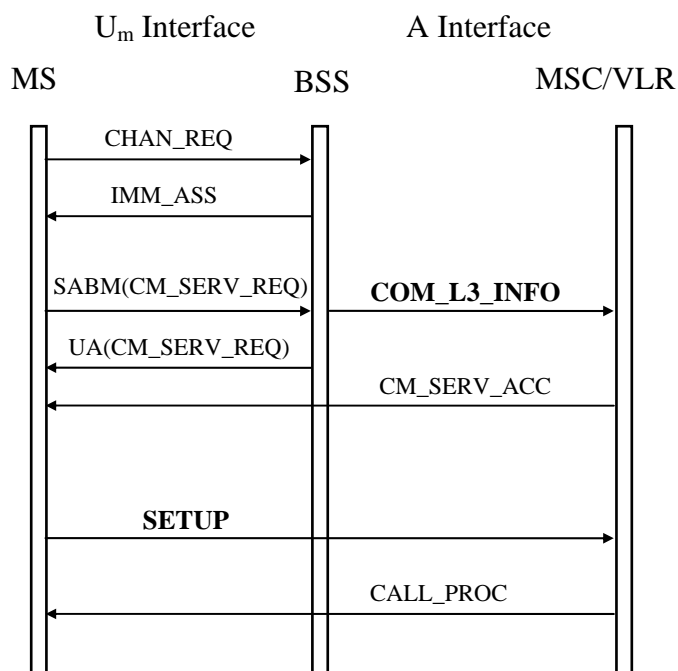 Um Interface A Interface
MS BSS MSC/VLR
CHAN_REQ
IMM_ASS
SABM(CM_SERV_REQ) COM_L3_INFO
UA(CM_SERV_REQ)
CM_SERV_ACC
SETUP
CALL_PROC